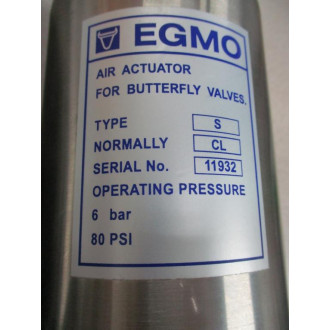 EGMO
AIR ACTUATOR
FOR BUTTERFLY VALVES.
TYPE S
NORMALLY CL
SERIAL No. 11932
OPERATING PRESSURE
6 bar
80 PSI